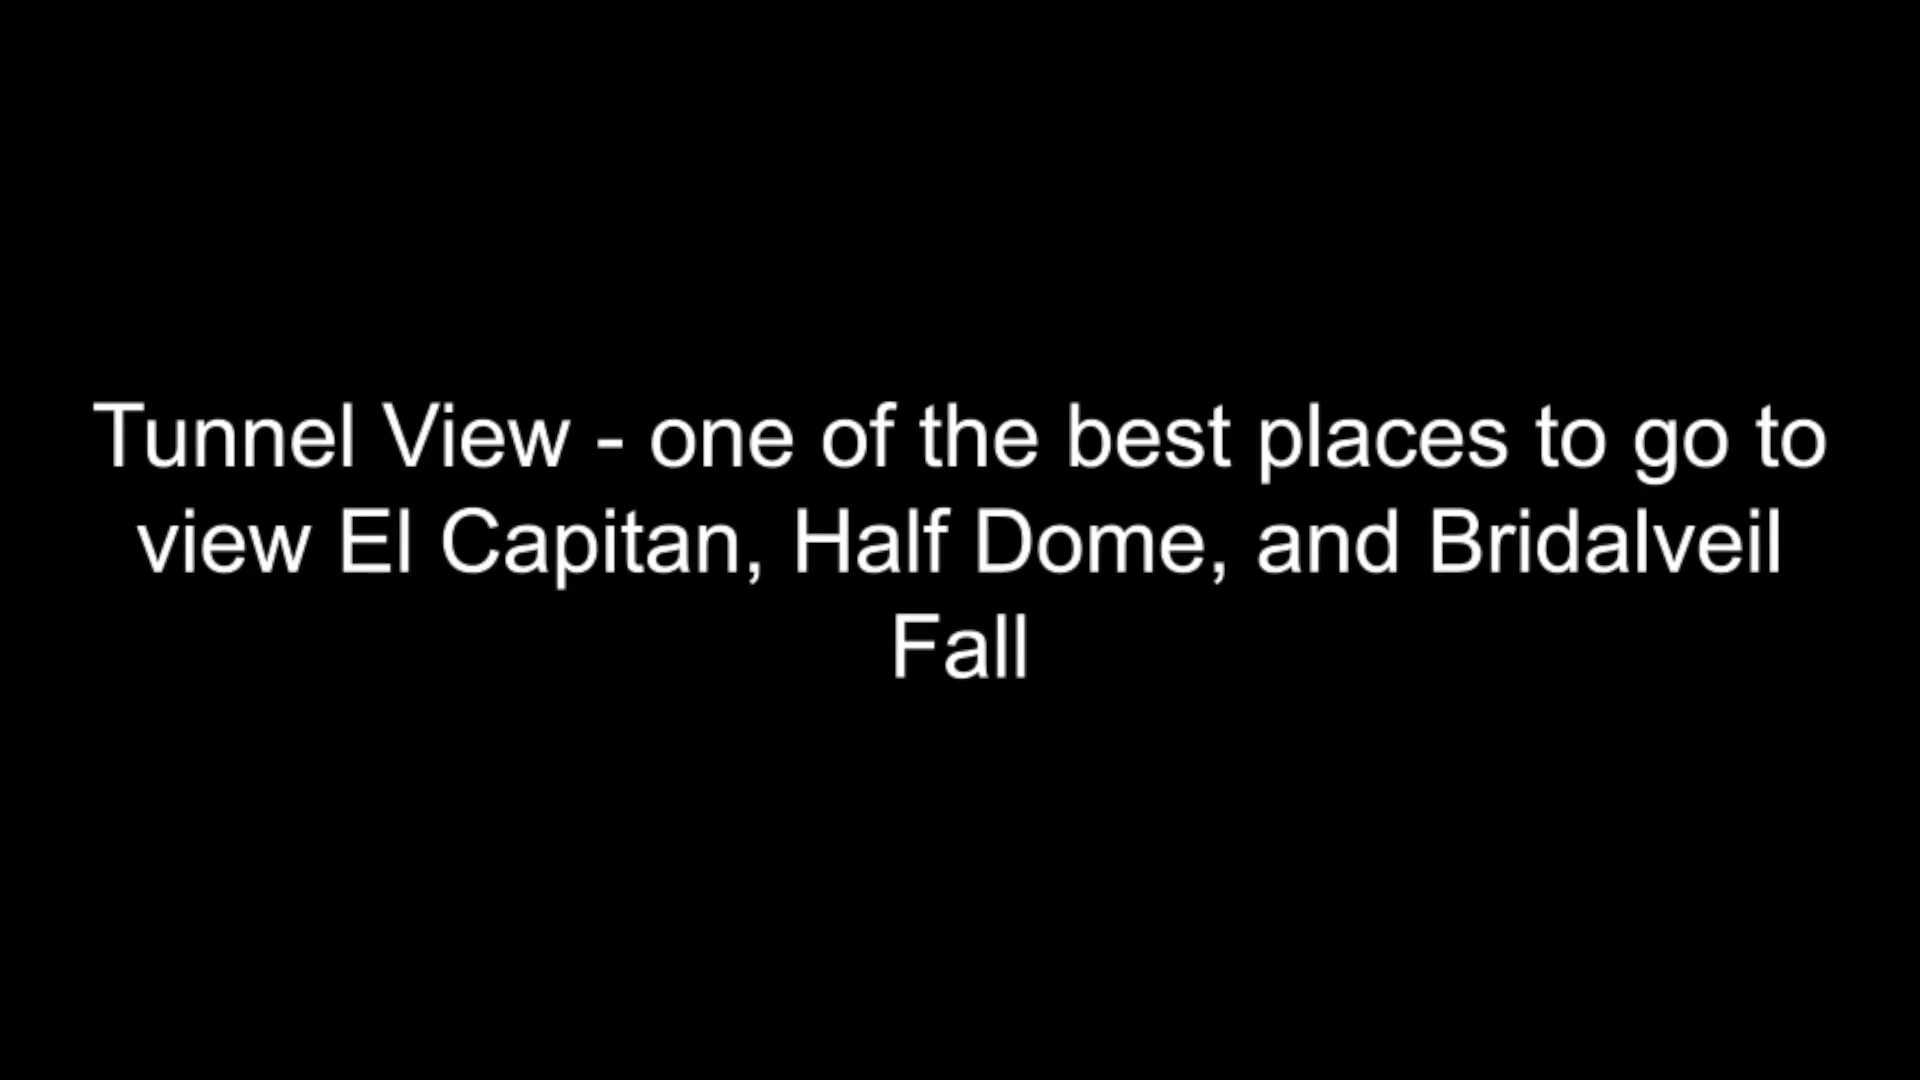 Tunnel View - one of the best places to go to
view El Capitan, Half Dome, and Bridalveil
Fall